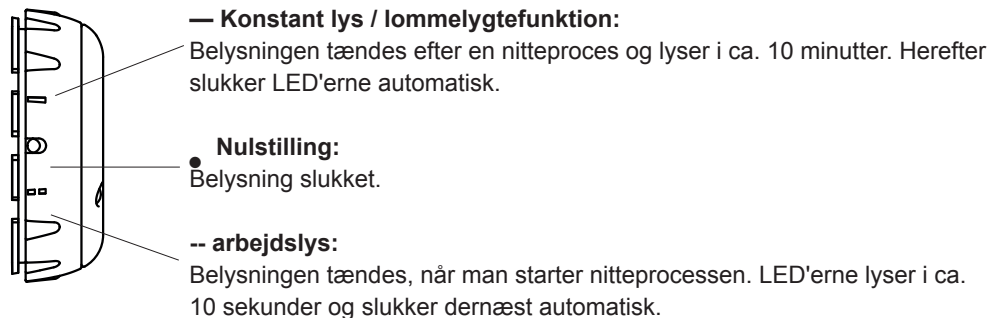 — Konstant lys / lommelygtefunktion:
Belysningen tændes efter en nitteproces og lyser i ca. 10 minutter. Herefter
slukker LED'erne automatisk.
● Nulstilling:
Belysning slukket.
-- arbejdslys:
Belysningen tændes, når man starter nitteprocessen. LED'erne lyser i ca.
10 sekunder og slukker dernæst automatisk.